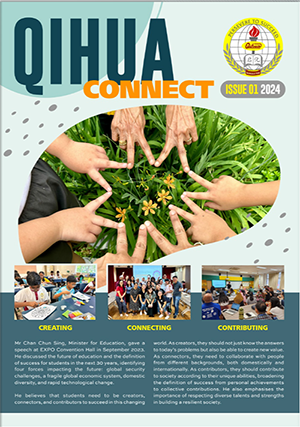 PERSEVERE TO SUCCEED
QIHUA
CONNECT
ISSUE 01 2024
CREATING
CONNECTING
CONTRIBUTING
Mr Chan Chun Sing, Minister for Education, gave a
speech at EXPO Convention Hall in September 2023.
He discussed the future of education and the definition
of success for students in the next 30 years, identifying
four forces impacting the future: global security
challenges, a fragile global economic system, domestic
diversity, and rapid technological change.
He believes that students need to be creators,
connectors, and contributors to succeed in this changing
world. As creators, they should not just know the answers
to today's problems but also be able to create new value.
As connectors, they need to collaborate with people
from different backgrounds, both domestically and
internationally. As contributors, they should contribute
to society according to their unique abilities, broadening
the definition of success from personal achievements
to collective contributions. He also emphasises the
importance of respecting diverse talents and strengths
in building a resilient society.